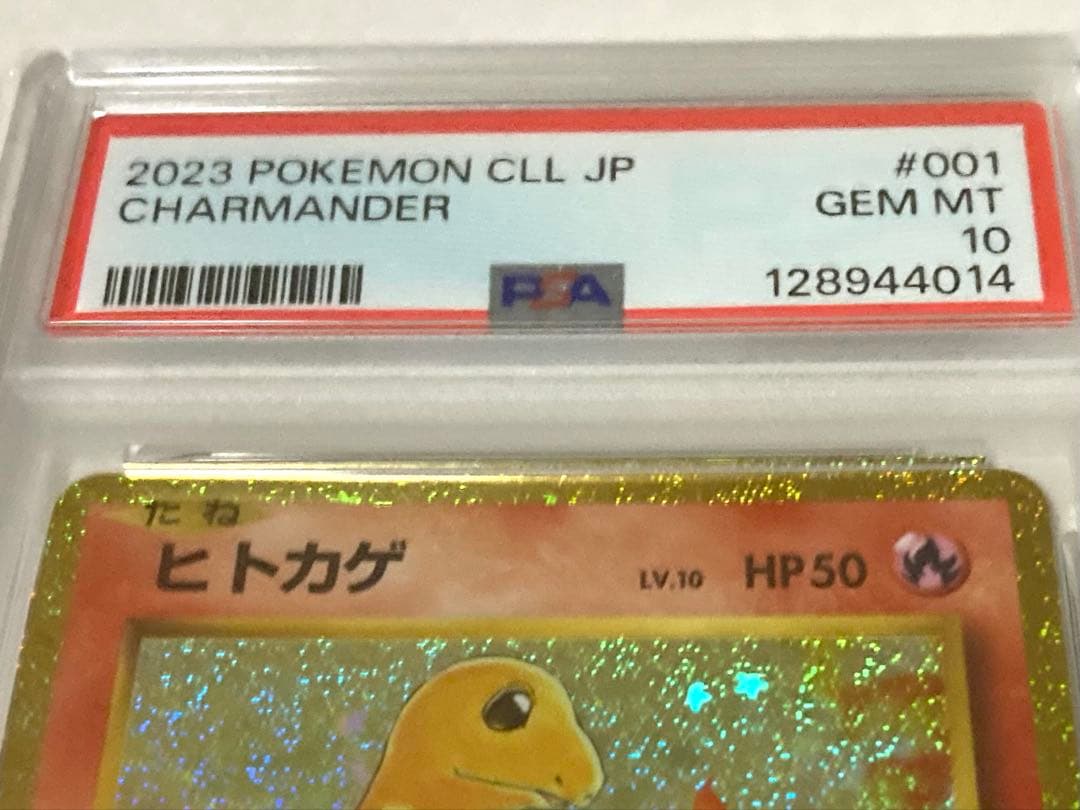 2023 POKEMON CLL JP
#001
CHARMANDER
GEM MT
10
PSA
128944014
たね
ヒトカゲ
LV.10
HP50